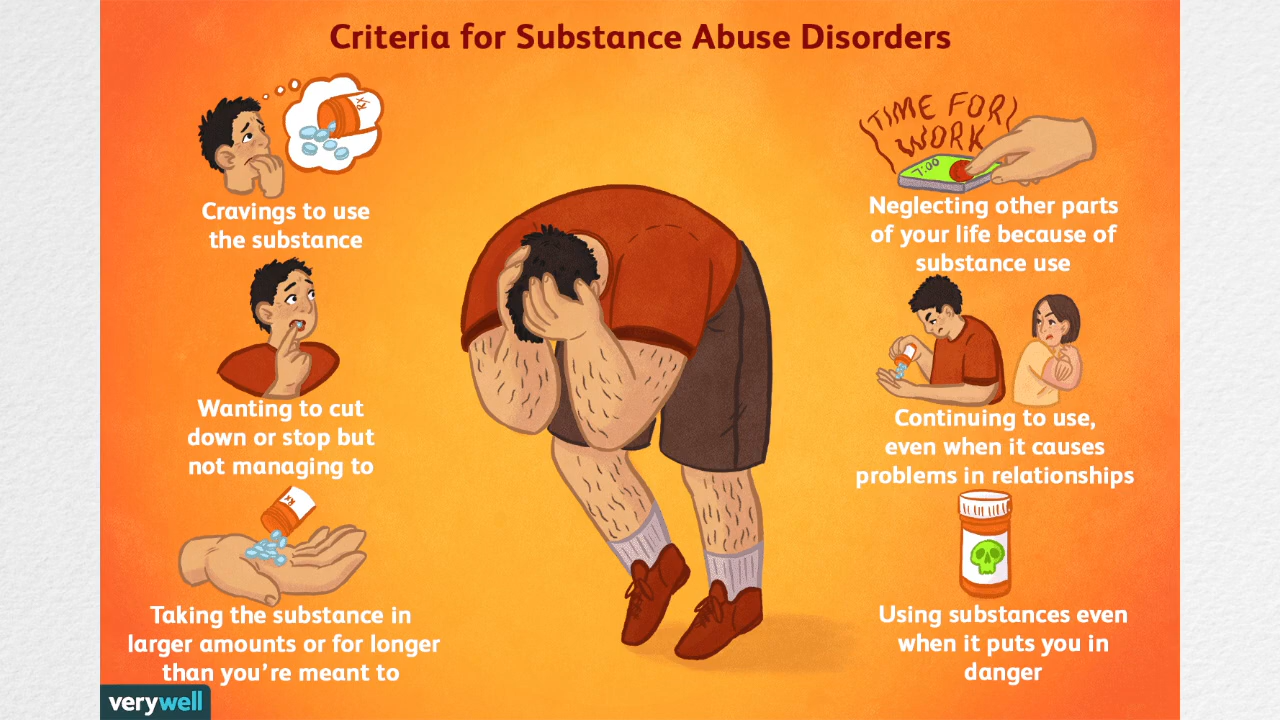 Criteria for Substance Abuse Disorders
Rx
Cravings to use
the substance
Wanting to cut
down or stop but
not managing to
Rx
Taking the substance in
larger amounts or for longer
than you're meant to
TIME FOR
WORK
7:00
Neglecting other parts
of your life because of
substance use
Continuing to use,
even when it causes
problems in relationships
Using substances even
when it puts you in
danger
verywell